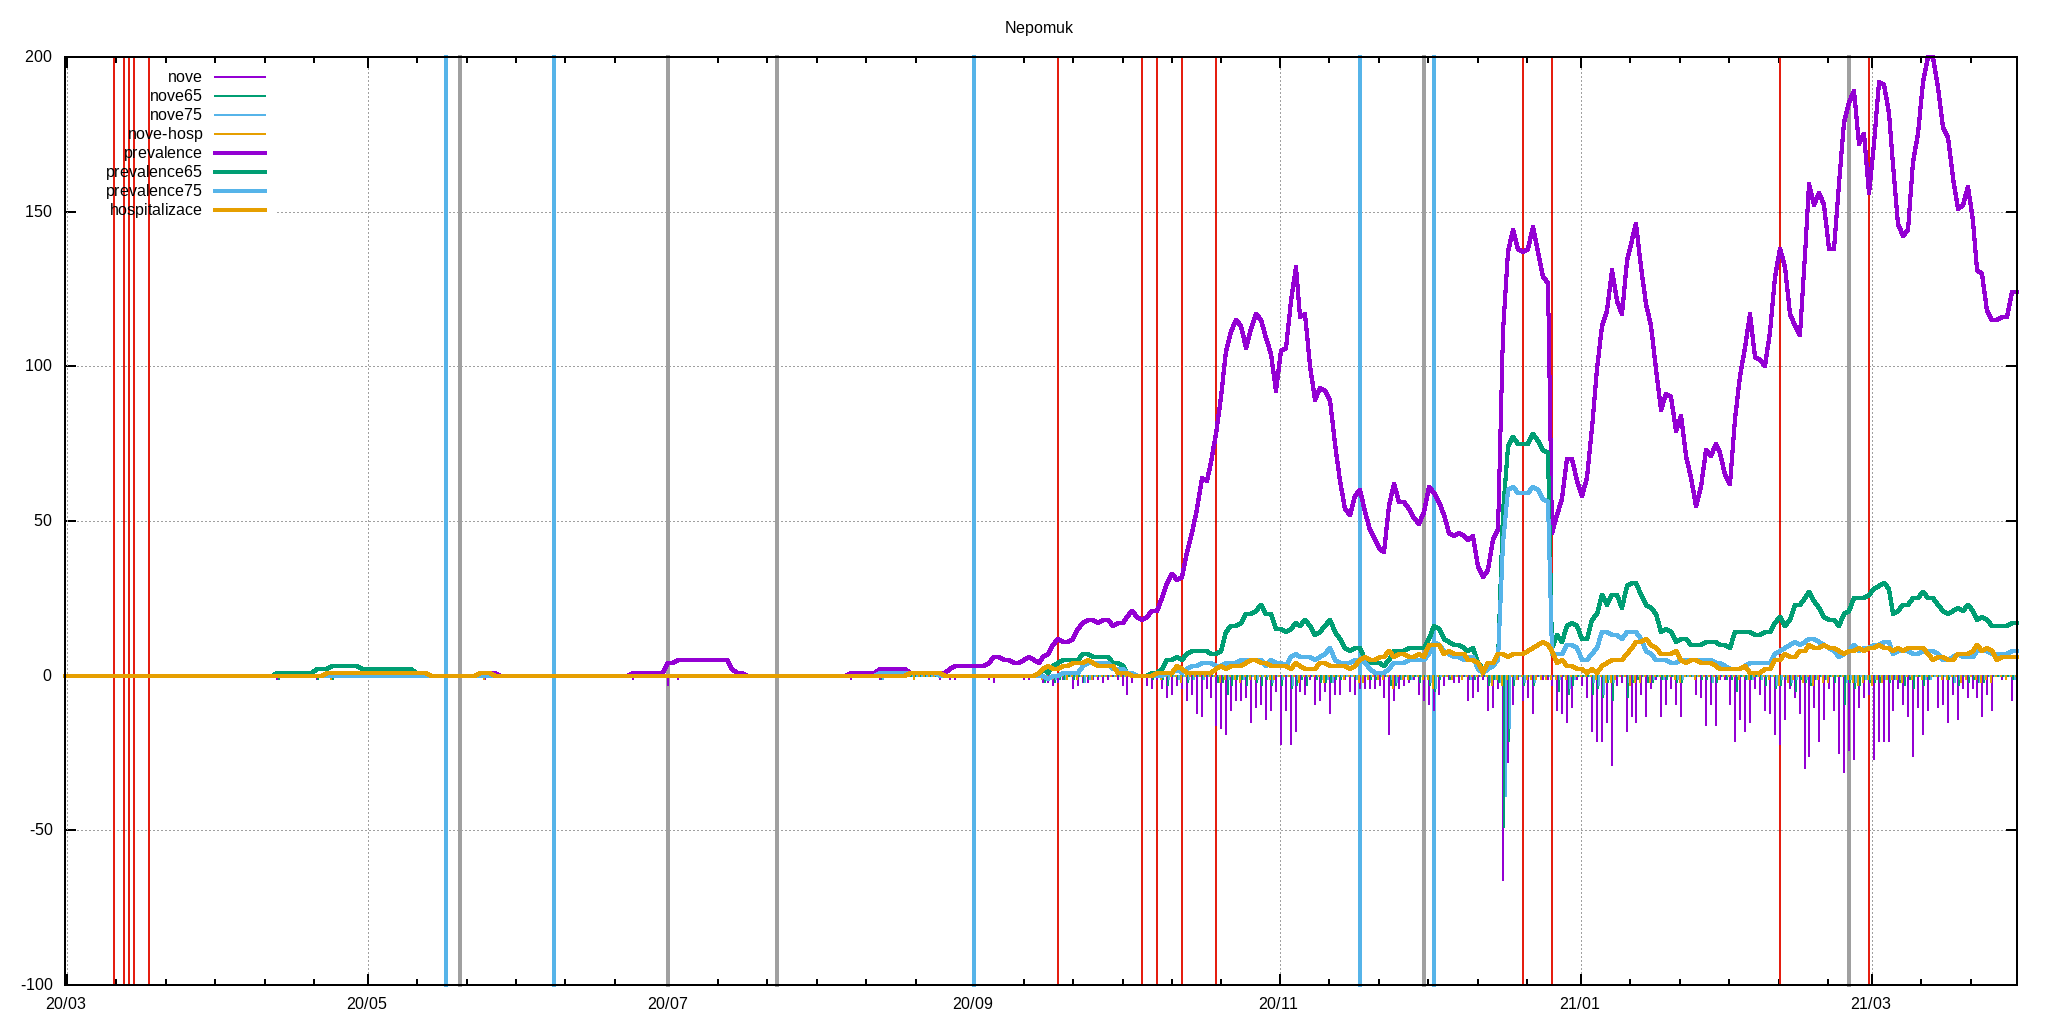 Nepomuk
200
150
100
50
0
-50
-100
nove
nove65
nove75
nove-hosp
prevalence
prevalence65
prevalence75
hospitalizace
20/03
20/05
20/07
20/09
20/11
21/01
21/03